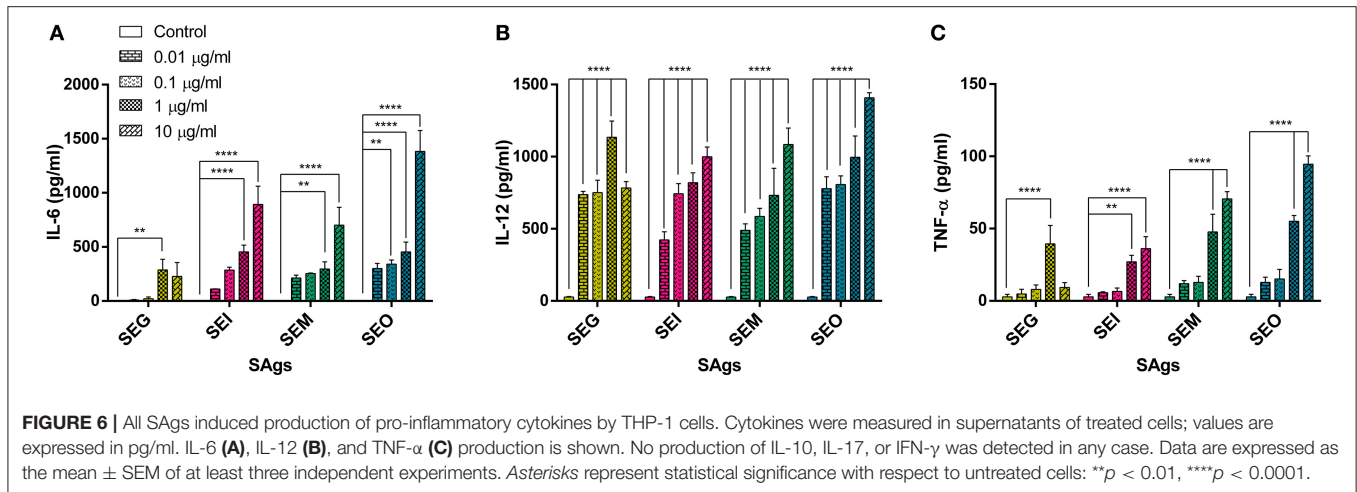 A
Control
0.01 μg/ml
0.1 μg/ml
1 μg/ml
10 μg/ml
2000
1500
1000
500
0
IL-6 (pg/ml)
**
****
****
**
****
**
****
****
SEG
SEI
SEM
SEO
SAgs
B
1500
1000
500
0
IL-12 (pg/ml)
****
****
****
****
SEG
SEI
SEM
SEO
SAgs
C
150
100
50
0
TNF-α (pg/ml)
****
**
****
****
****
SEG
SEI
SEM
SEO
SAgs
FIGURE 6 | All SAgs induced production of pro-inflammatory cytokines by THP-1 cells. Cytokines were measured in supernatants of treated cells; values are
expressed in pg/ml. IL-6 (A), IL-12 (B), and TNF-α (C) production is shown. No production of IL-10, IL-17, or IFN-γ was detected in any case. Data are expressed as
the mean ± SEM of at least three independent experiments. Asterisks represent statistical significance with respect to untreated cells: **p < 0.01, ****p < 0.0001.